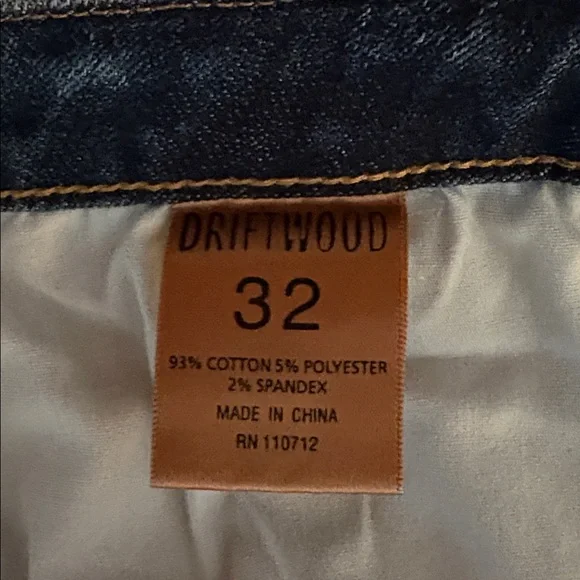 DRIFTWOOD
32
93% COTTON 5% POLYESTER
2% SPANDEX
MADE IN CHINA
RN 110712